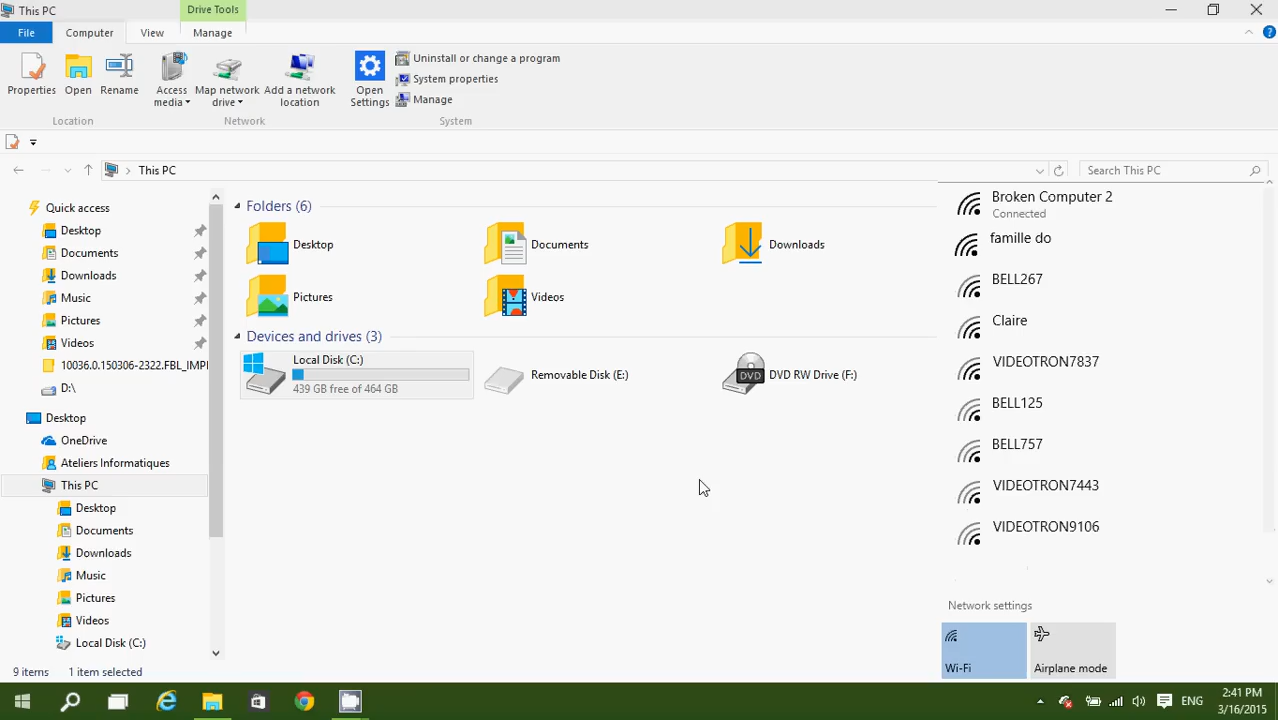 This PC
Drive Tools
File
Computer
View
Manage
Properties
Open
Rename
Access media
Map network drive
Add a network location
Open Settings
Uninstall or change a program
System properties
Manage
Location
Network
System
This PC
Search This PC
Quick access
Desktop
Documents
Downloads
Music
Pictures
Videos
10036.0.150306-2322.FBL_IMPI
D:\
Desktop
OneDrive
Ateliers Informatiques
This PC
Desktop
Documents
Downloads
Music
Pictures
Videos
Local Disk (C:)
Folders (6)
Desktop
Documents
Downloads
Pictures
Videos
Devices and drives (3)
Local Disk (C:)
439 GB free of 464 GB
Removable Disk (E:)
DVD
DVD RW Drive (F:)
Broken Computer 2
Connected
famille do
BELL267
Claire
VIDEOTRON7837
BELL125
BELL757
VIDEOTRON7443
VIDEOTRON9106
Network settings
Wi-Fi
Airplane mode
9 items
1 item selected
ENG
2:41 PM
3/16/2015